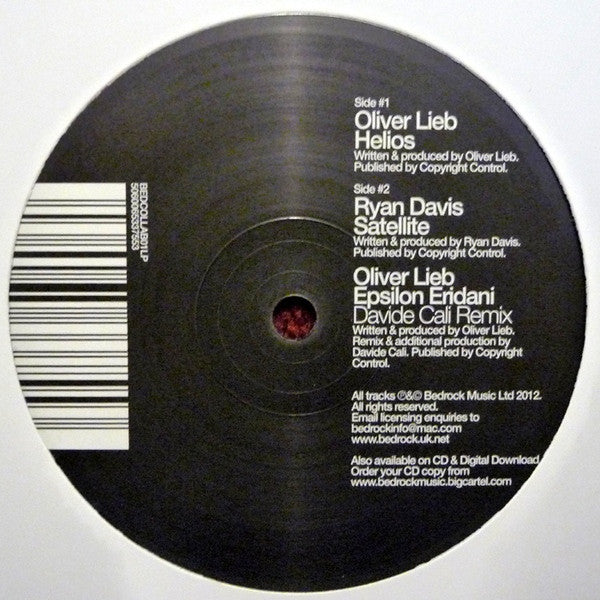 Side #1
Oliver Lieb
Helios
Written & produced by Oliver Lieb.
Published by Copyright Control.
Side #2
Ryan Davis
Satellite
Written & produced by Ryan Davis.
Published by Copyright Control.
Oliver Lieb
Epsilon Eridani
Davide Cali Remix
Written & produced by Oliver Lieb.
Remix & additional production by
Davide Cali. Published by Copyright
Control.
All tracks ℗&© Bedrock Music Ltd 2012.
All rights reserved.
Email licensing enquiries to
bedrockinfo@mac.com
www.bedrock.uk.net
Also available on CD & Digital Download
Order your CD copy from
www.bedrockmusic.bigcartel.com
BEDCOLLAB01LP
5060065337553